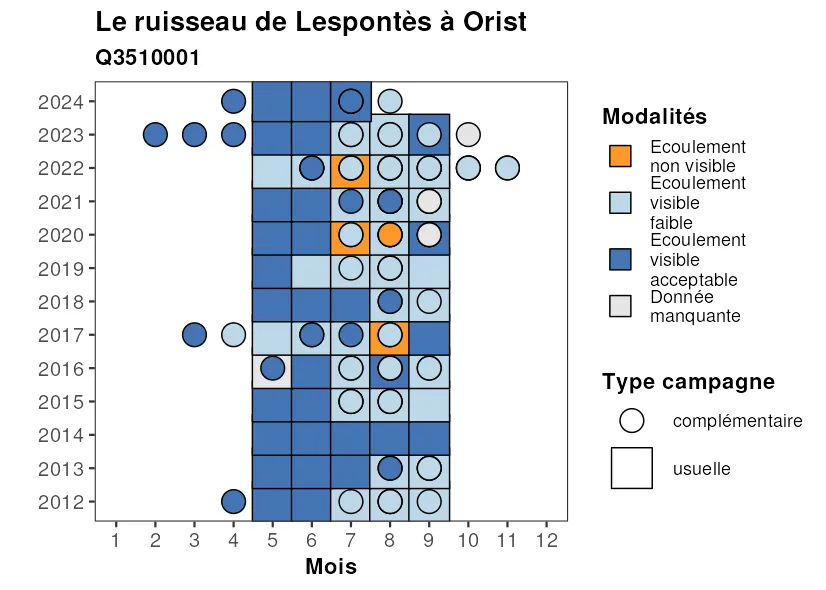 Le ruisseau de Lespontès à Orist
Q3510001
2024
2023
2022
2021
2020
2019
2018
2017
2016
2015
2014
2013
2012
1 2 3 4 5 6 7 8 9 10 11 12
Mois
Modalités
Ecoulement
non visible
Ecoulement
visible
faible
Ecoulement
visible
acceptable
Donnée
manquante
Type campagne
complémentaire
usuelle